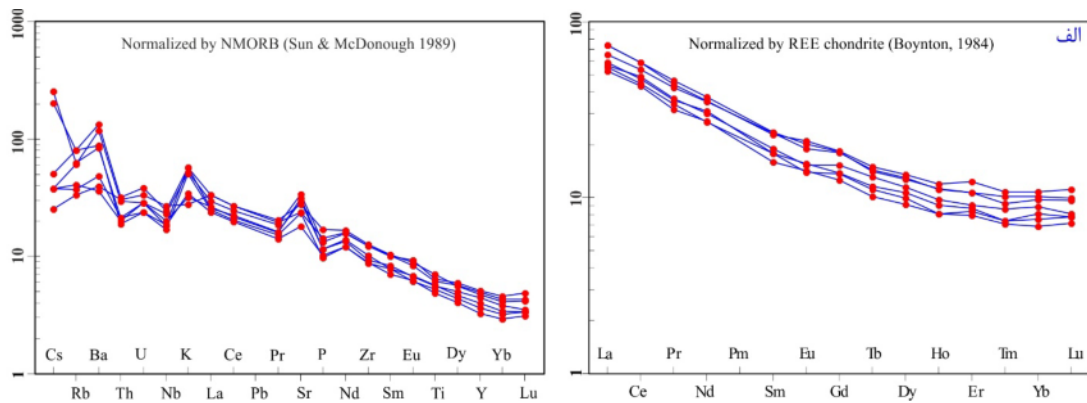 Normalized by NMORB (Sun & McDonough 1989)
1000
100
10
1
Cs Ba U K Ce Pr P Zr Eu Dy Yb
Rb Th Nb La Pb Sr Nd Sm Ti Y Lu
الف
Normalized by REE chondrite (Boynton, 1984)
100
10
1
La Pr Pm Eu Tb Ho Tm Lu
Ce Nd Sm Gd Dy Er Yb